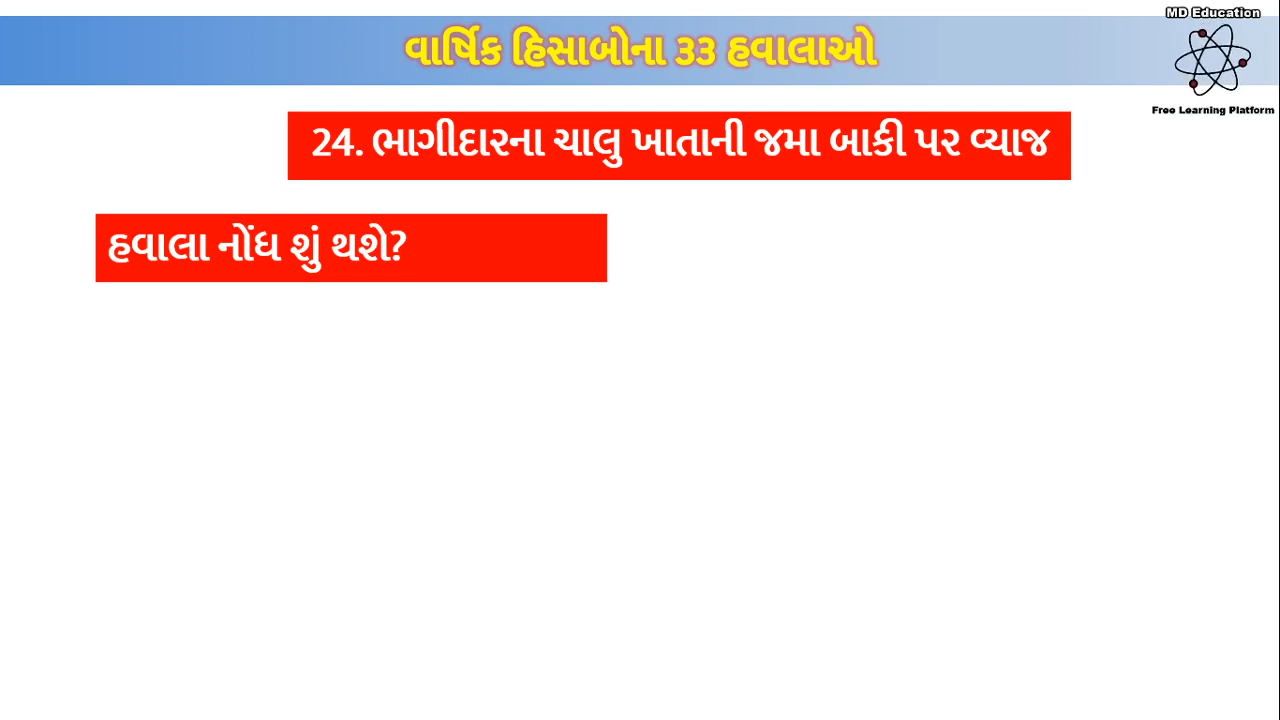 MD Education
વાર્ષિક હિસાબોના ૩૩ હવાલાઓ
Free Learning Platform
24. ભાગીદારના ચાલુ ખાતાની જમા બાકી પર વ્યાજ
હવાલા નોંધ શું થશે?